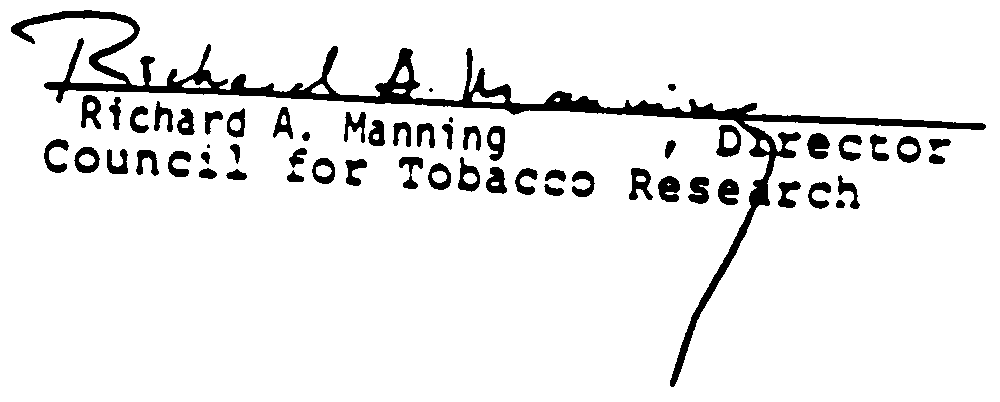 Richard A. Manning
Richard A. Manning , Director
Council for Tobacco Research